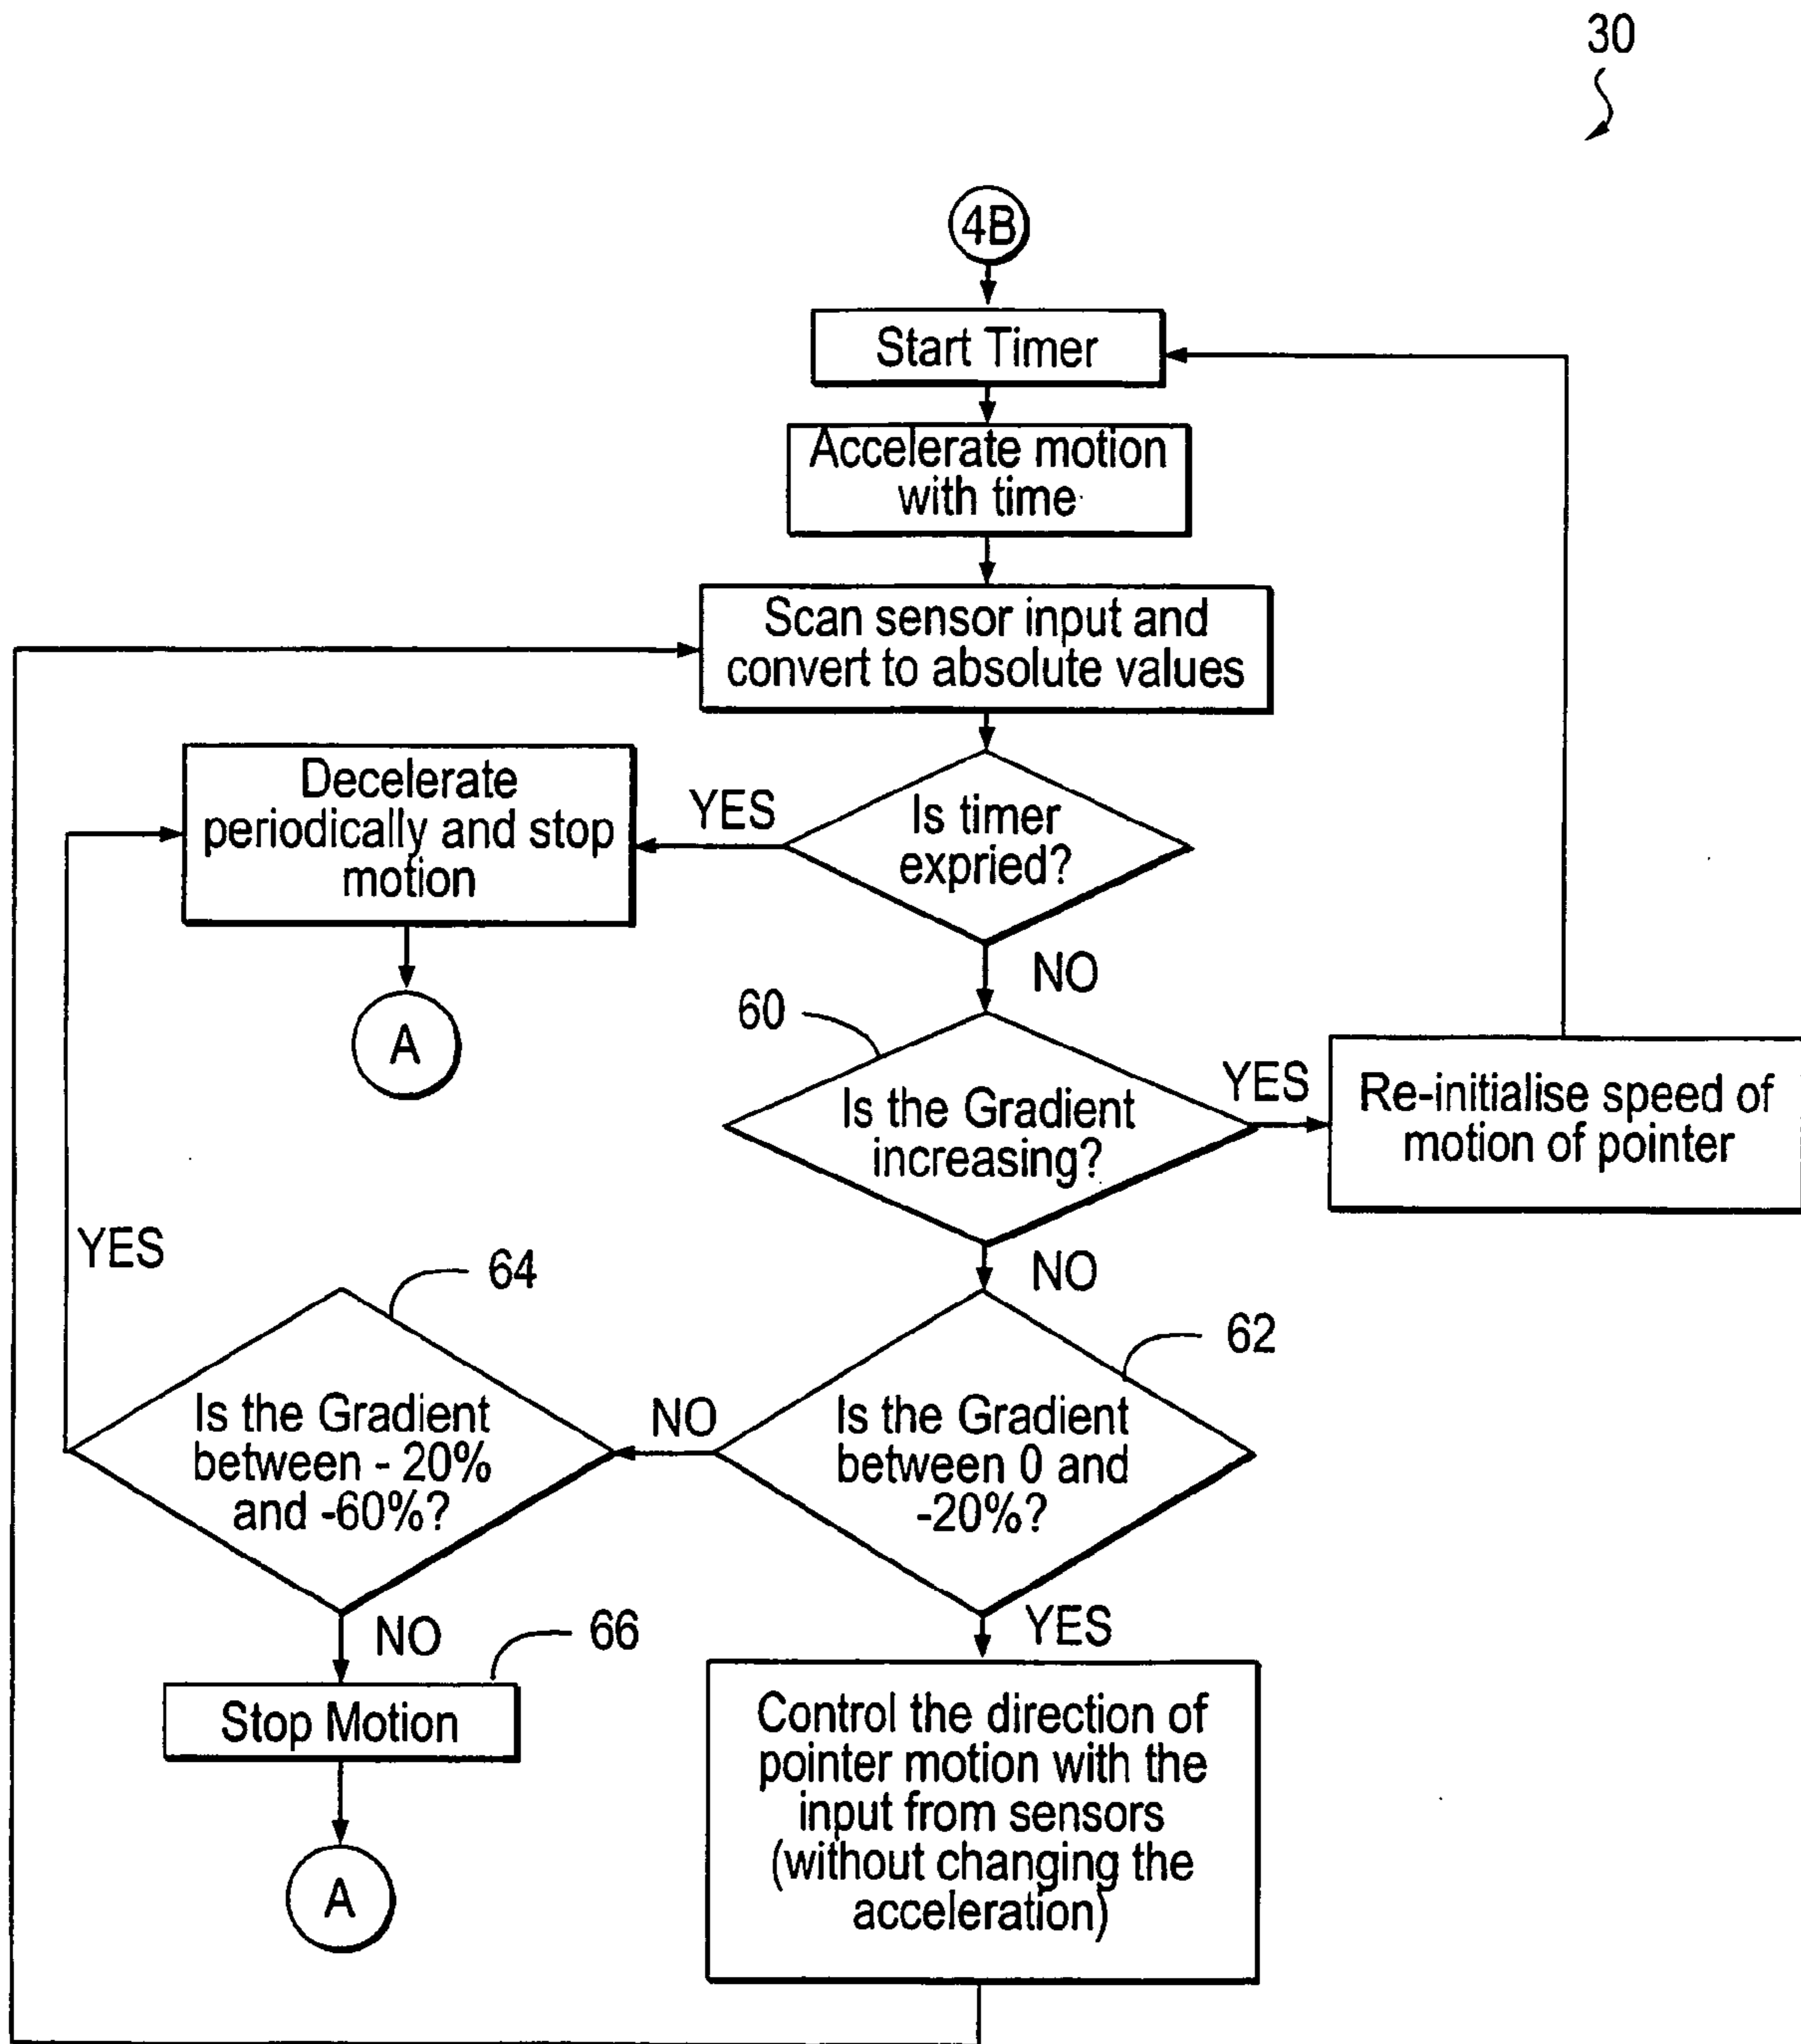 30
4B
Start Timer
Accelerate motion
with time
Scan sensor input and
convert to absolute values
Decelerate
periodically and stop
motion
YES
Is timer
expried?
NO
A
60
Is the Gradient
increasing?
YES
Re-initialise speed of
motion of pointer
NO
YES
64
62
Is the Gradient
between - 20%
and -60%?
NO
Is the Gradient
between 0 and
-20%?
NO
66
YES
Stop Motion
Control the direction of
pointer motion with the
input from sensors
(without changing the
acceleration)
A